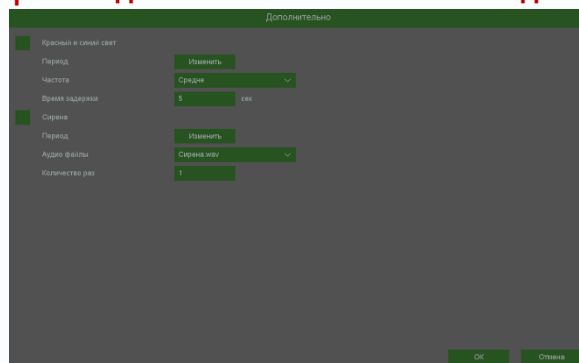 Дополнительно
Красный и синий свет
Период Изменить
Частота Средне
Время задержки 5 сек.
Сирена
Период Изменить
Аудио файлы Сирена.wav
Количество раз 1
ОК Отмена